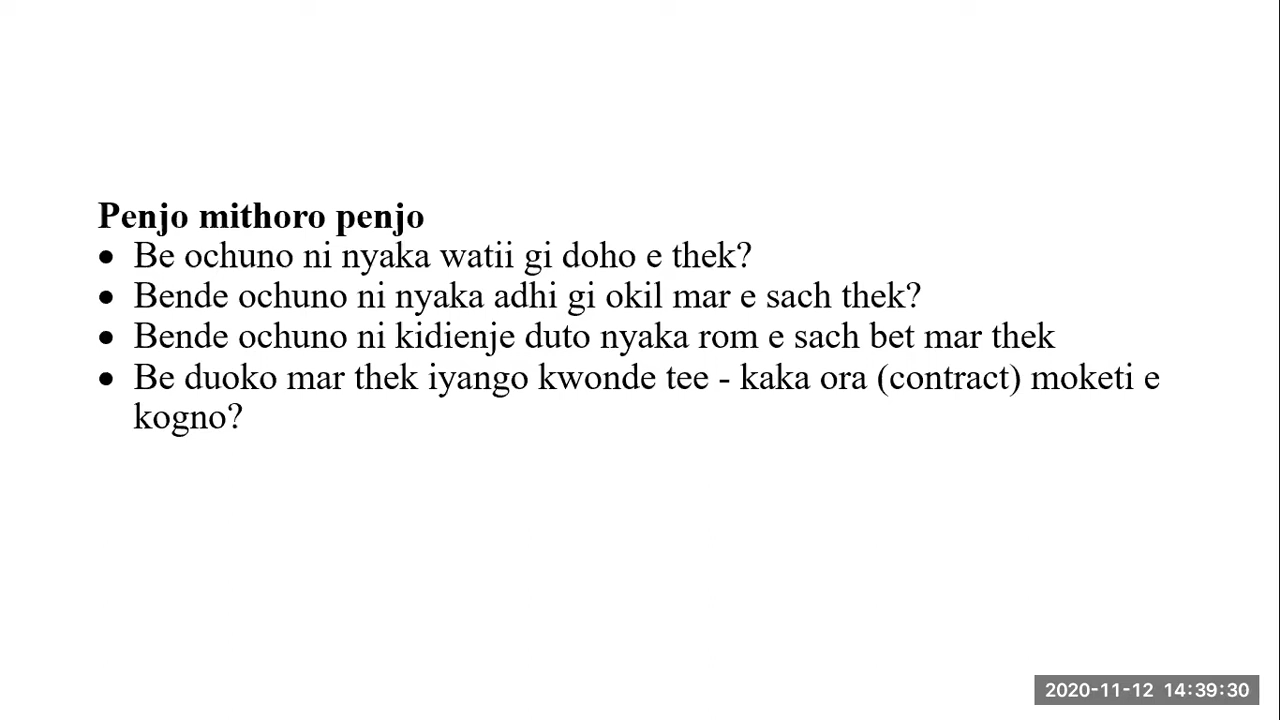 Penjo mithoro penjo
• Be ochuno ni nyaka watii gi doho e thek?
• Bende ochuno ni nyaka adhi gi okil mar e sach thek?
• Bende ochuno ni kidienje duto nyaka rom e sach bet mar thek
• Be duoko mar thek iyango kwonde tee - kaka ora (contract) moketi e
kogno?
2020-11-12 14:39:30